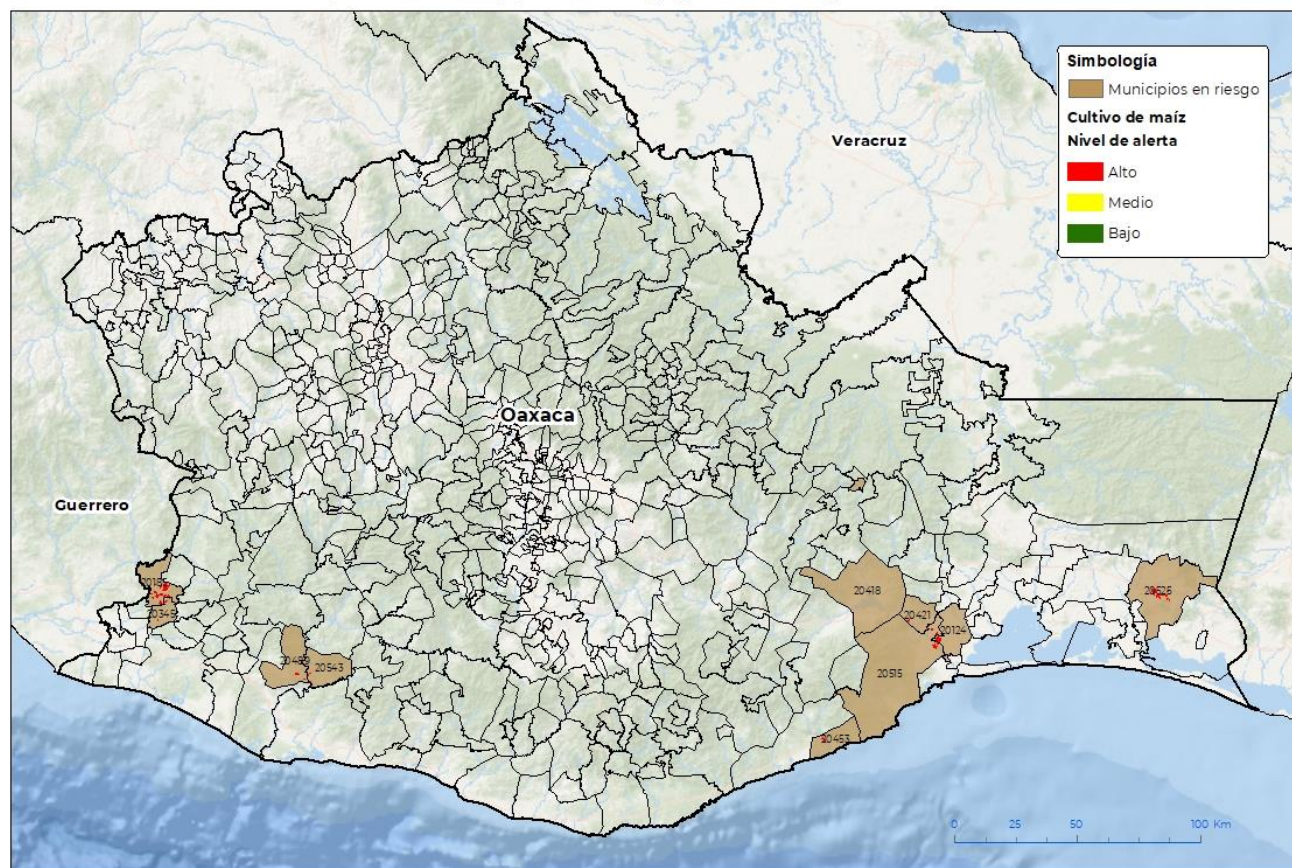 Simbología
Municipios en riesgo
Cultivo de maíz
Nivel de alerta
Alto
Medio
Bajo
Veracruz
Oaxaca
Guerrero
20345
20543
20418
20421
20124
20515
20453
0 25 50 100 Km